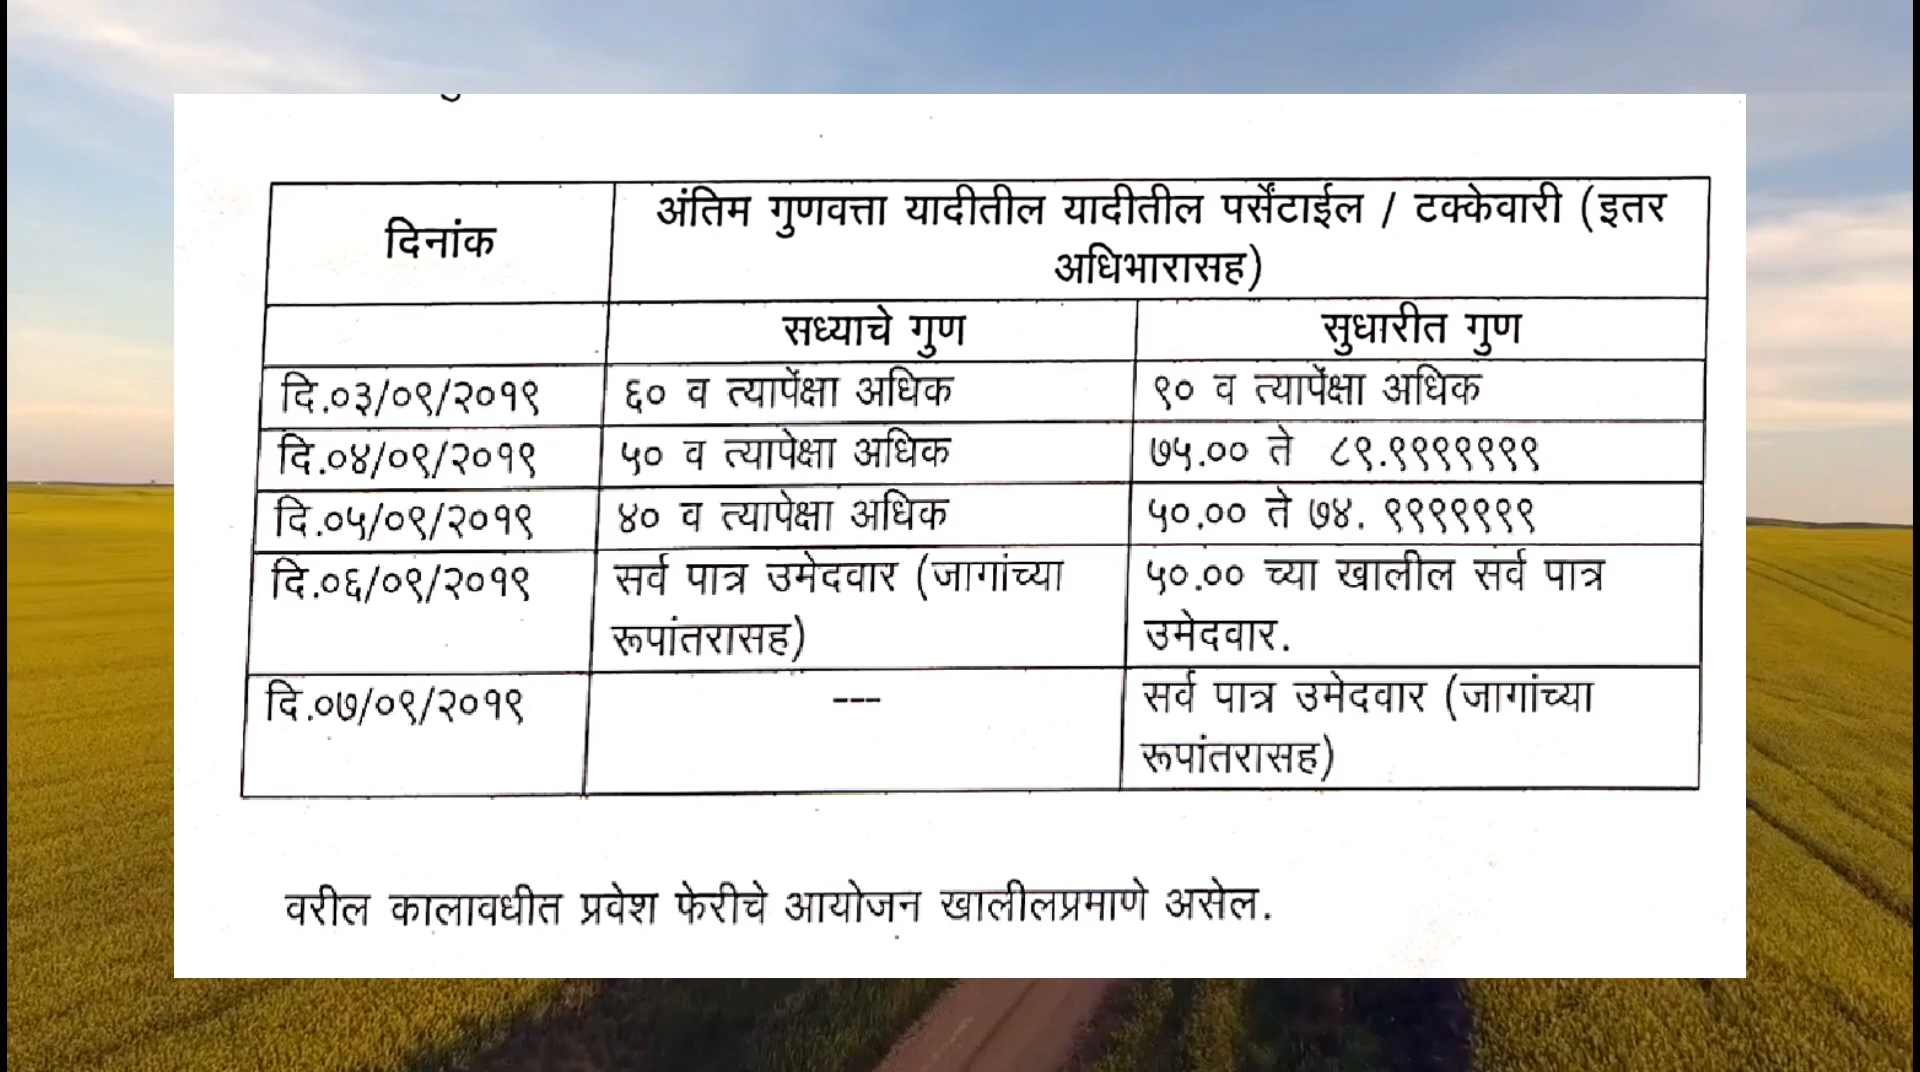 दिनांक
अंतिम गुणवत्ता यादीतील यादीतील पर्सेंटाईल / टक्केवारी (इतर
अधिभारासह)
सध्याचे गुण
सुधारीत गुण
दि.०३/०९/२०१९ ६० व त्यापेंक्षा अधिक ९० व त्यापेंक्षा अधिक
दि.०४/०९/२०१९ ५० व त्यापेक्षा अधिक ७५.०० ते ८९.९९९९९९९
दि.०५/०९/२०१९ ४० व त्यापेक्षा अधिक ५०.०० ते ७४. ९९९९९९९
दि.०६/०९/२०१९ सर्व पात्र उमेदवार (जागांच्या ५०.०० च्या खालील सर्व पात्र
रूपांतरासह) उमेदवार.
दि.०७/०९/२०१९ --- सर्व पात्र उमेदवार (जागांच्या
रूपांतरासह)
वरील कालावधीत प्रवेश फेरीचे आयोजन खालीलप्रमाणे असेल.